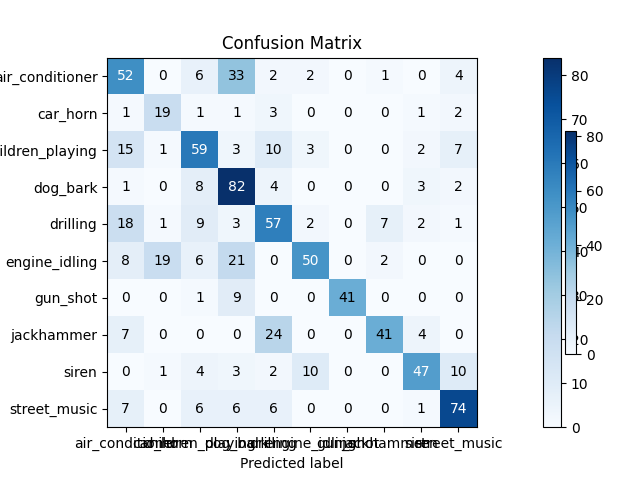 Confusion Matrix
air_conditioner 52 0 6 33 2 2 0 1 0 4
car_horn 1 19 1 1 3 0 0 0 1 2
ildren_playing 15 1 59 3 10 3 0 0 2 7
dog_bark 1 0 8 82 4 0 0 0 3 2
drilling 18 1 9 3 57 2 0 7 2 1
engine_idling 8 19 6 21 0 50 0 2 0 0
gun_shot 0 0 1 9 0 0 41 0 0 0
jackhammer 7 0 0 0 24 0 0 41 4 0
siren 0 1 4 3 2 10 0 0 47 10
street_music 7 0 6 6 6 0 0 0 1 74
Predicted label
80
70
80
60
60
50
40
20
0
10
0